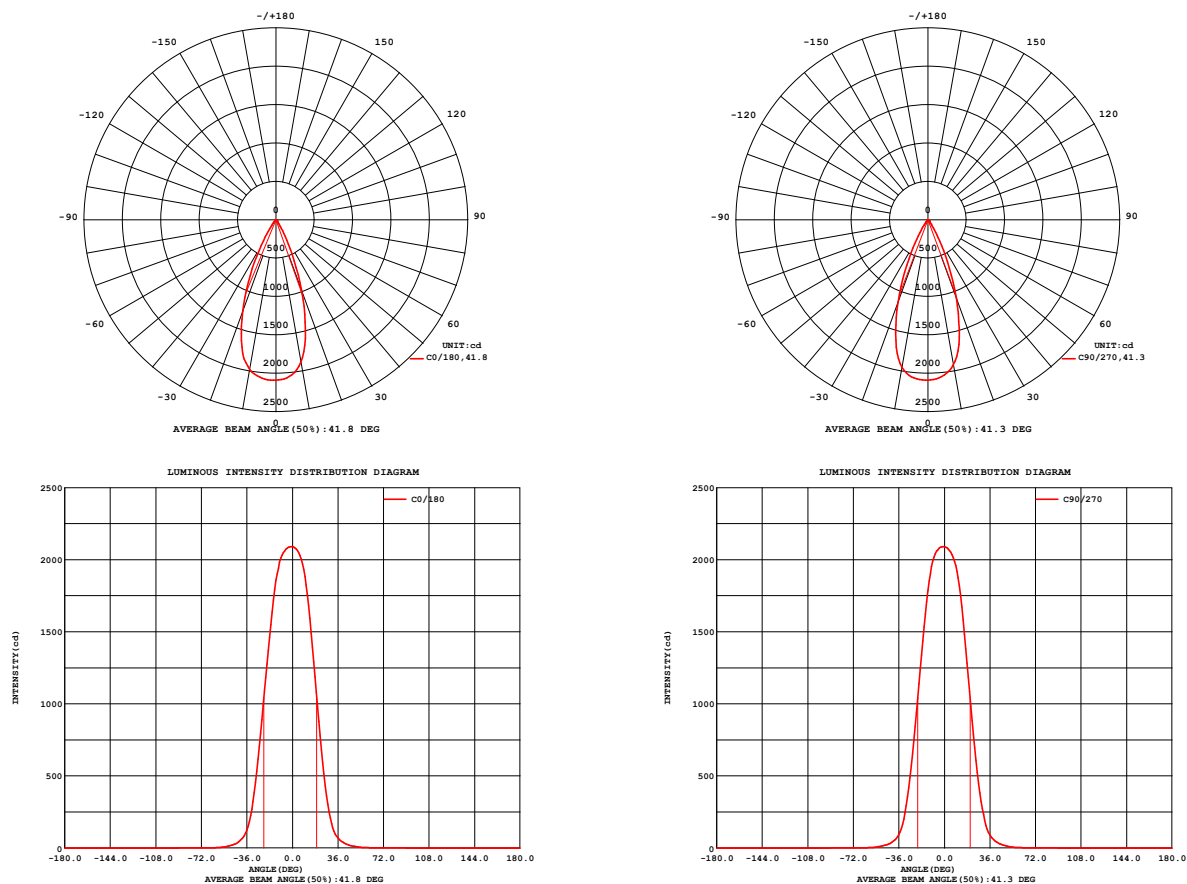 -/+180
-150 150
-120 120
-90 90
-60 60
-30 30
0
0
500
1000
1500
2000
2500
UNIT:cd
C0/180,41.8
AVERAGE BEAM ANGLE(50%):41.8 DEG
-/+180
-150 150
-120 120
-90 90
-60 60
-30 30
0
0
500
1000
1500
2000
2500
UNIT:cd
C90/270,41.3
AVERAGE BEAM ANGLE(50%):41.3 DEG
LUMINOUS INTENSITY DISTRIBUTION DIAGRAM
C0/180
INTENSITY(cd)
2500
2000
1500
1000
500
0
-180.0 -144.0 -108.0 -72.0 -36.0 0.0 36.0 72.0 108.0 144.0 180.0
ANGLE(DEG)
AVERAGE BEAM ANGLE(50%):41.8 DEG
LUMINOUS INTENSITY DISTRIBUTION DIAGRAM
C90/270
INTENSITY(cd)
2500
2000
1500
1000
500
0
-180.0 -144.0 -108.0 -72.0 -36.0 0.0 36.0 72.0 108.0 144.0 180.0
ANGLE(DEG)
AVERAGE BEAM ANGLE(50%):41.3 DEG